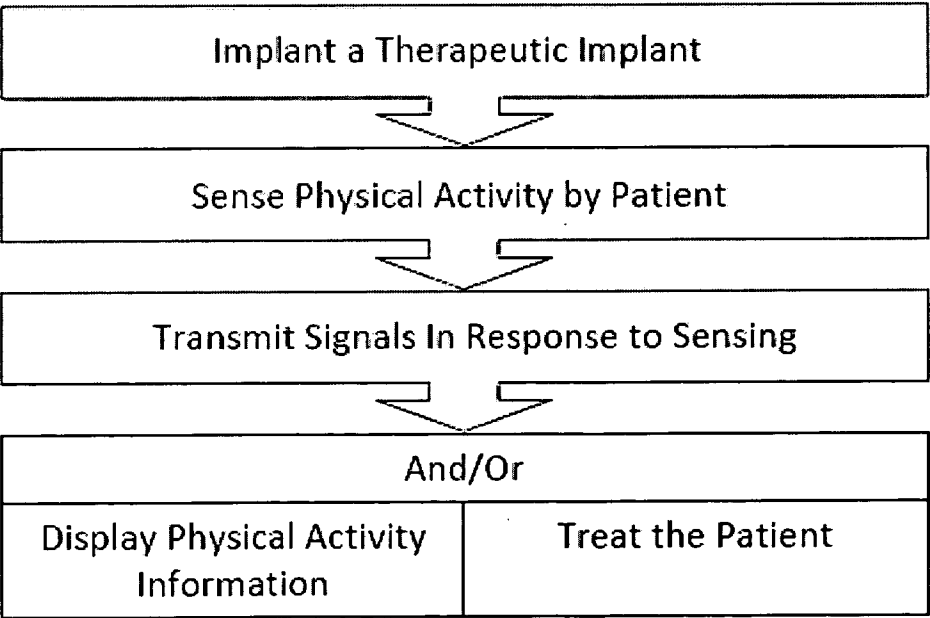 Implant a Therapeutic Implant
Sense Physical Activity by Patient
Transmit Signals In Response to Sensing
And/Or
Display Physical Activity
Information
Treat the Patient